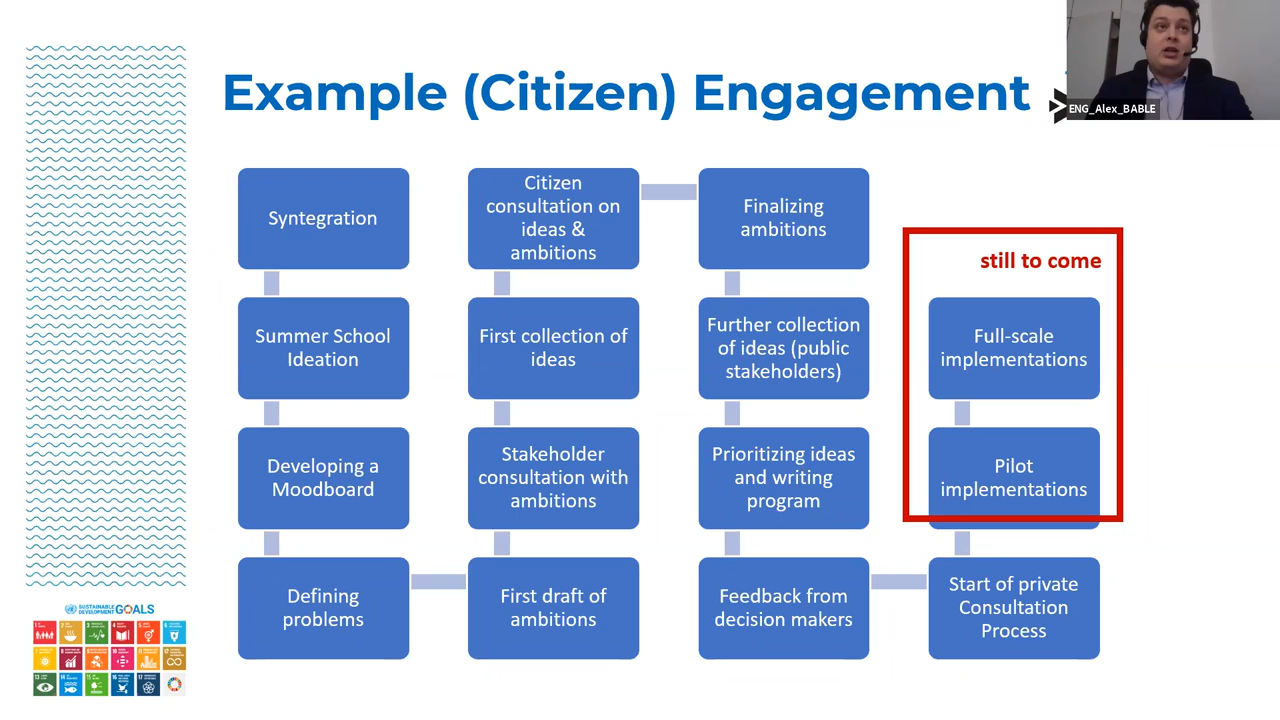 Example (Citizen) Engagement
ENG_Alex_BABLE
Syntegration
Summer School
Ideation
Developing a
Moodboard
Defining
problems
Citizen
consultation on
ideas &
ambitions
First collection of
ideas
Stakeholder
consultation with
ambitions
First draft of
ambitions
Finalizing
ambitions
Further collection
of ideas (public
stakeholders)
Prioritizing ideas
and writing
program
Feedback from
decision makers
still to come
Full-scale
implementations
Pilot
implementations
Start of private
Consultation
Process
SUSTAINABLE
DEVELOPMENT
GOALS